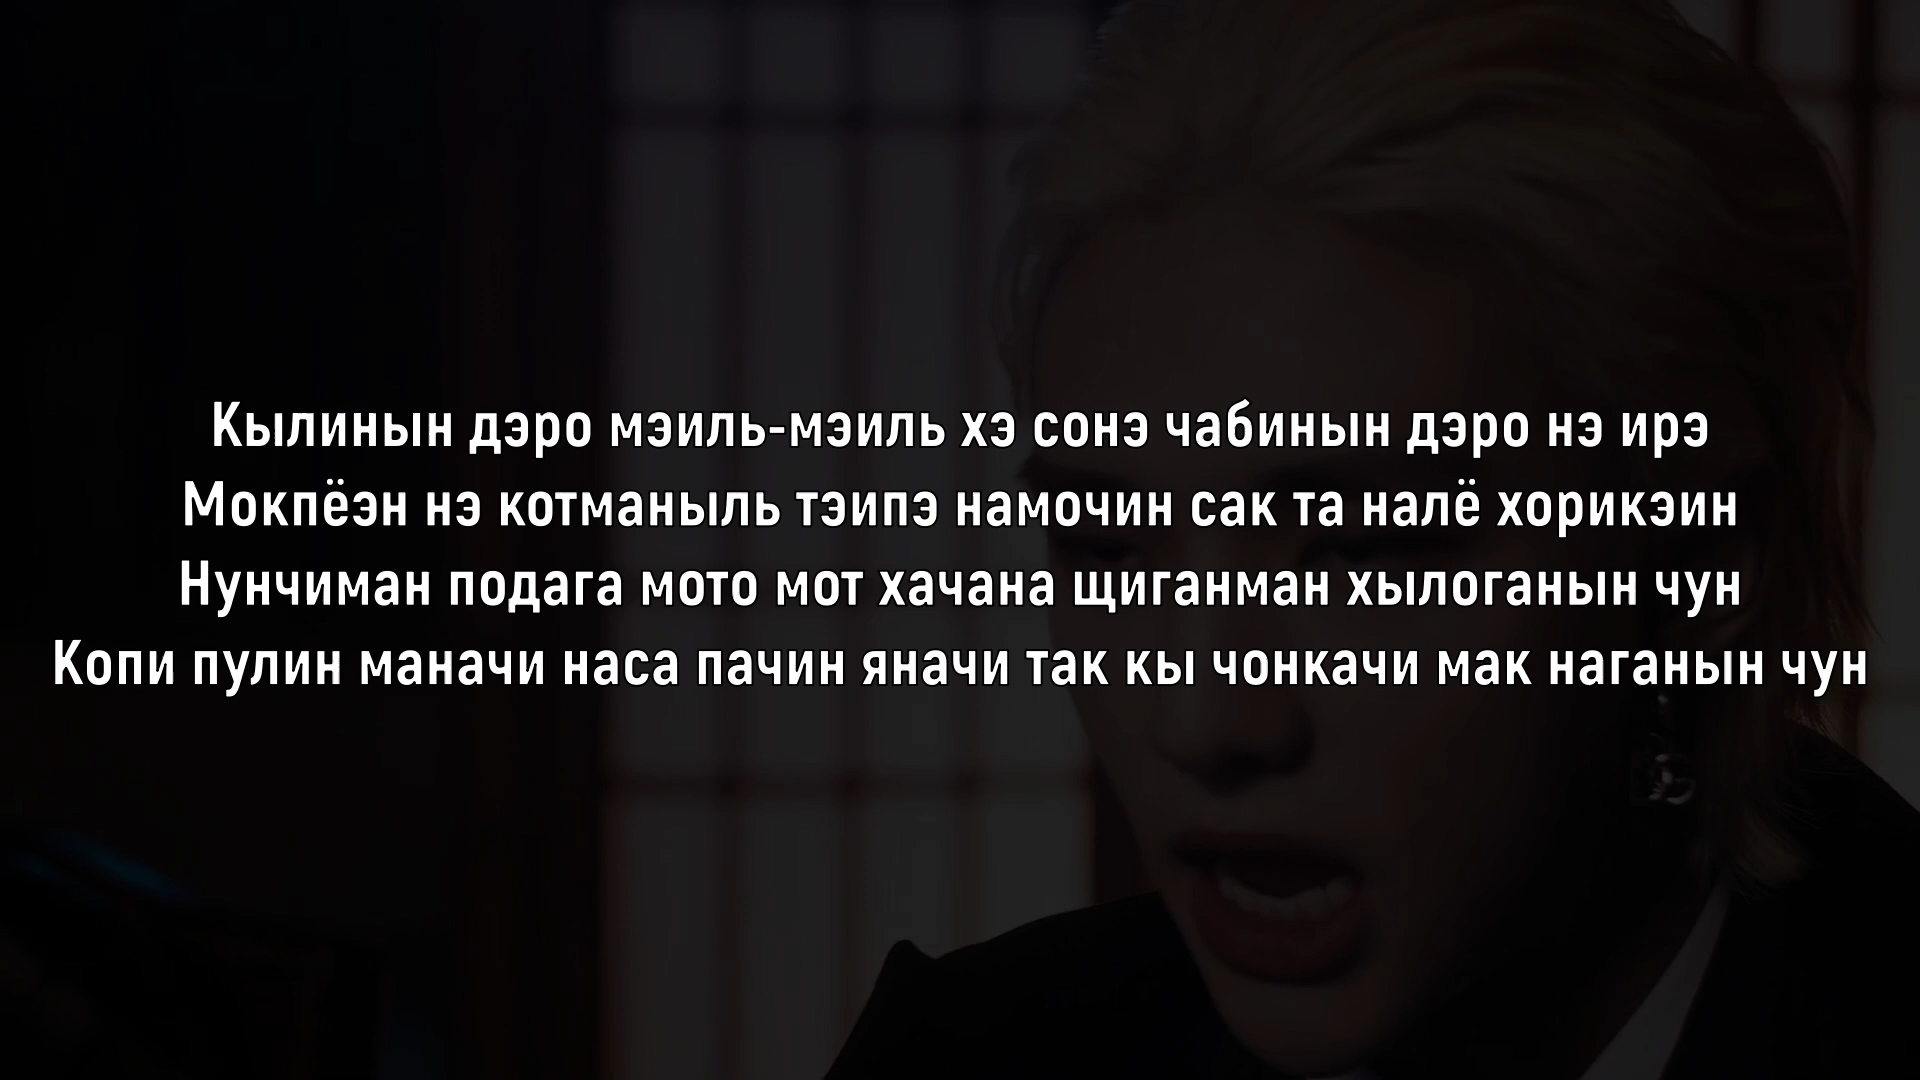 Кылинын дэро мэиль-мэиль хэ сонэ чабинын дэро нэ ирэ
Мокпёэн нэ котманыль тэипэ намочин сак та налё хорикэин
Нунчиман подага мото мот хачана щиганман хылоганын чун
Копи пулин маначи наса пачин яначи так кы чонкачи мак наганын чун